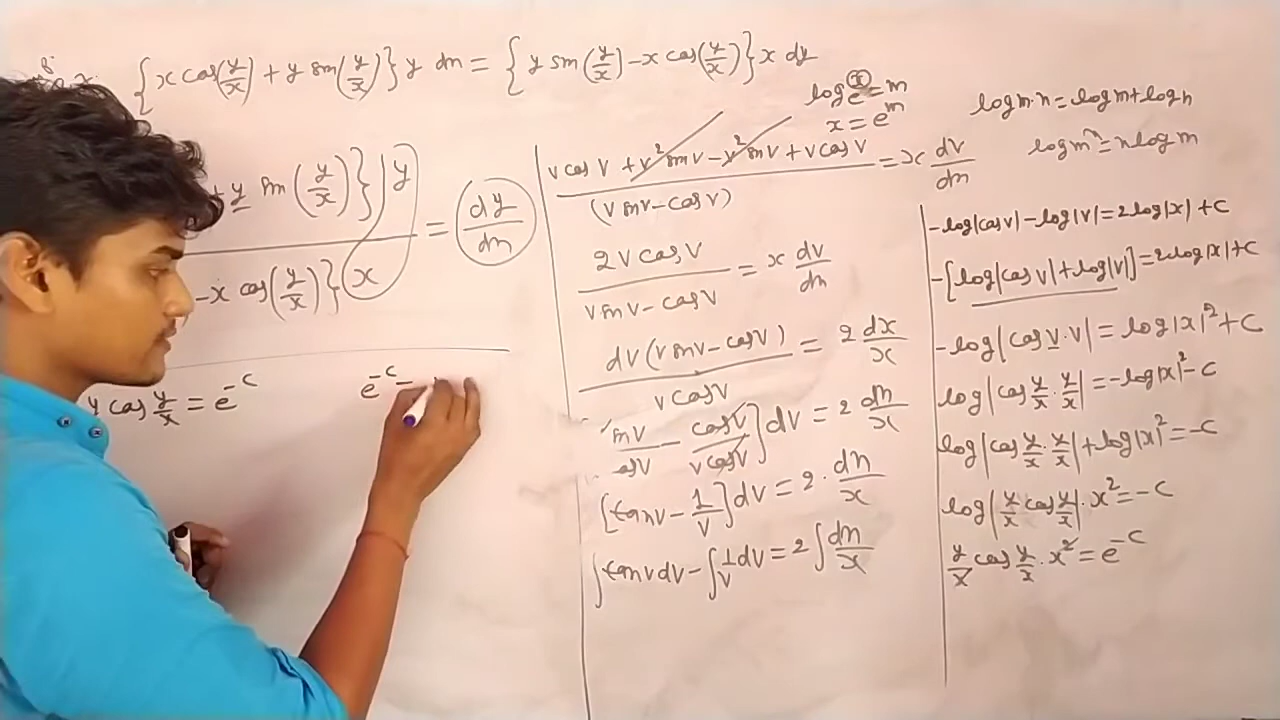 {x cos(y/x) + y sin(y/x)} y dx = {y sin(y/x) - x cos(y/x)} x dy
+ y sin(y/x)}] y
- x cos(y/x)} (x
= dy/dx
y cos y/x = e^-c
e^-c =
log e^x = m
x = e^m
log m·n = log m + log n
log m^n = n log m
v cos v + v² sin v - v² sin v + v cos v / (v sin v - cos v) = x dv/dx
2v cos v / v sin v - cos v = x dv/dx
dv (v sin v - cos v) / v cos v = 2 dx/x
sin v / cos v - cos v / v cos v] dv = 2 dx/x
[tan v - 1/v] dv = 2 · dx/x
∫tan v dv - ∫1/v dv = 2∫dx/x
-log|cos v| - log|v| = 2 log|x| + c
-[log|cos v| + log|v|] = 2 log|x| + c
-log|cos v · v| = log|x|² + c
log|cos y/x · y/x| = -log|x|² - c
log|cos y/x · y/x| + log|x|² = -c
log|y/x cos y/x| · x² = -c
y/x cos y/x · x² = e^-c